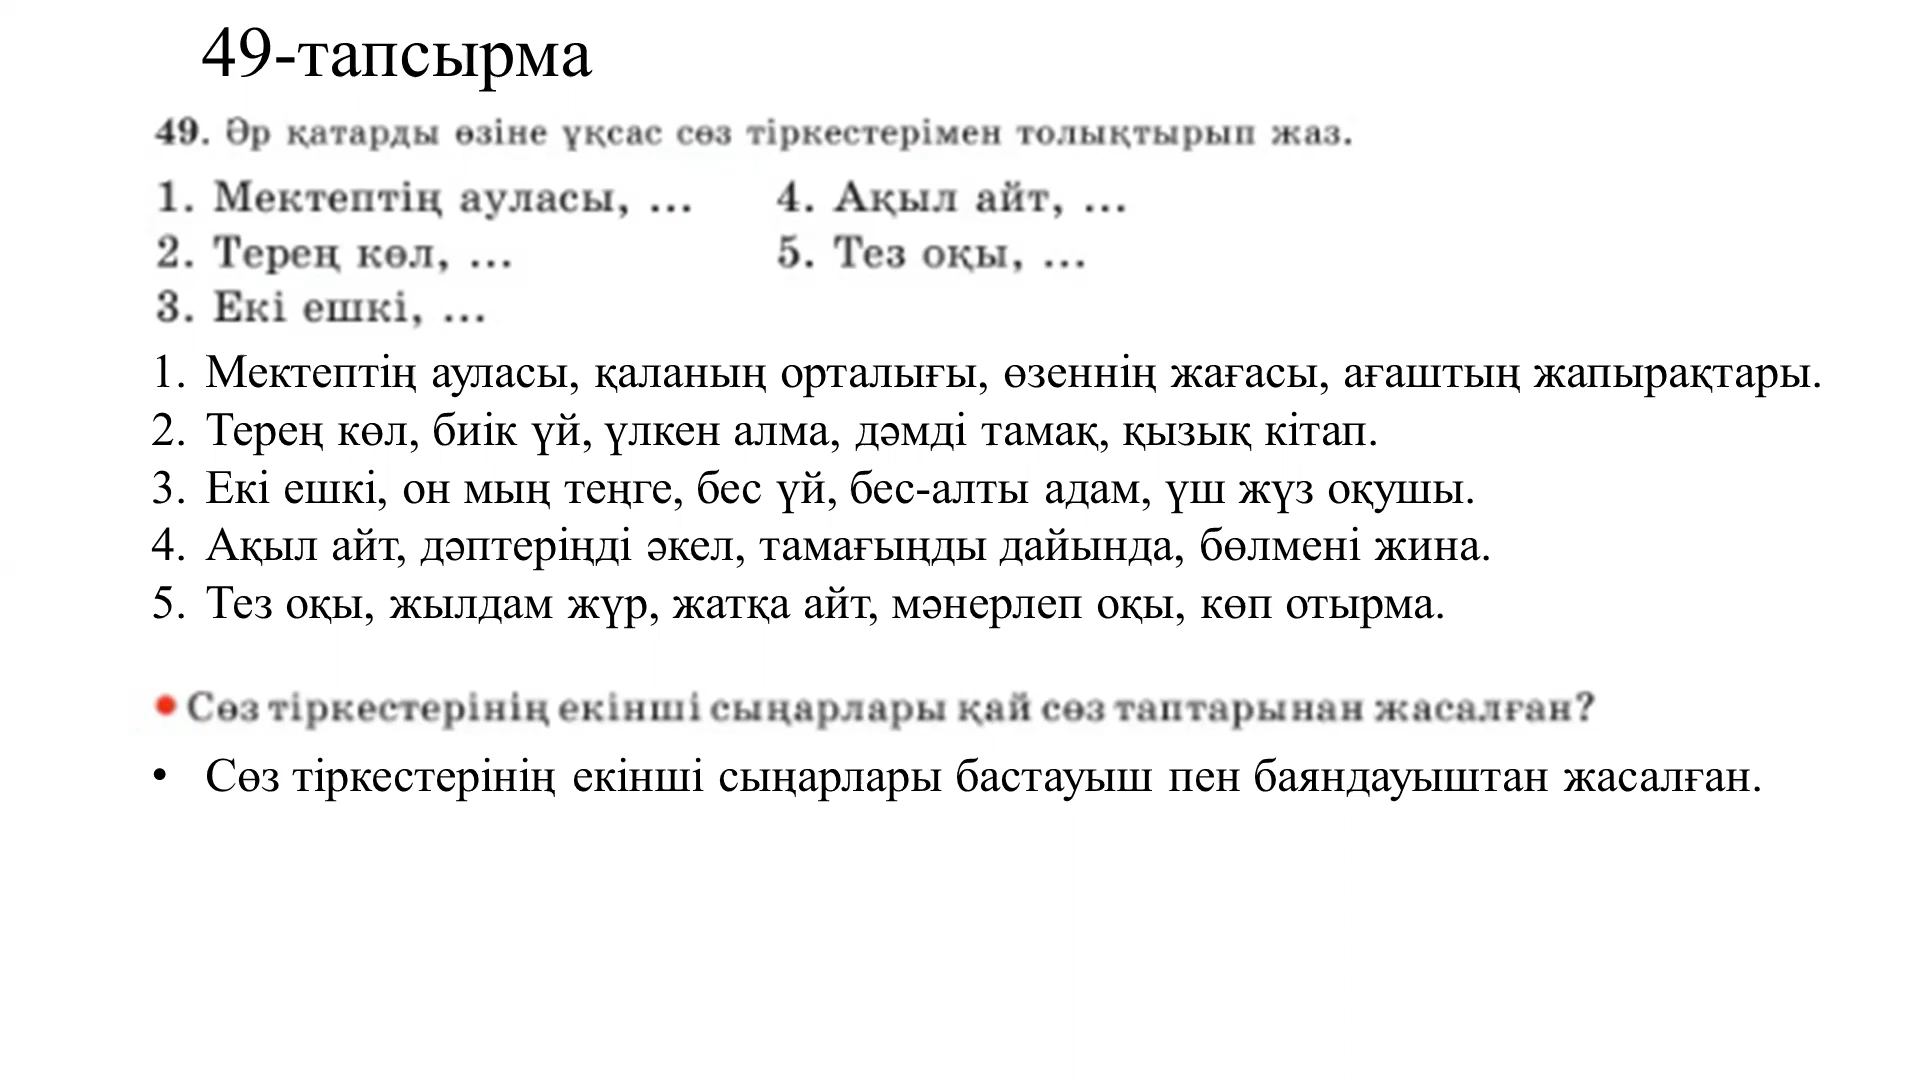 49-тапсырма
49. Әр қатарды өзіне ұқсас сөз тіркестерімен толықтырып жаз.
1. Мектептің ауласы, ...
2. Терең көл, ...
3. Екі ешкі, ...
4. Ақыл айт, ...
5. Тез оқы, ...
1. Мектептің ауласы, қаланың орталығы, өзеннің жағасы, ағаштың жапырақтары.
2. Терең көл, биік үй, үлкен алма, дәмді тамақ, қызық кітап.
3. Екі ешкі, он мың теңге, бес үй, бес-алты адам, үш жүз оқушы.
4. Ақыл айт, дәптеріңді әкел, тамағыңды дайында, бөлмені жина.
5. Тез оқы, жылдам жүр, жатқа айт, мәнерлеп оқы, көп отырма.
• Сөз тіркестерінің екінші сыңарлары қай сөз таптарынан жасалған?
• Сөз тіркестерінің екінші сыңарлары бастауыш пен баяндауыштан жасалған.